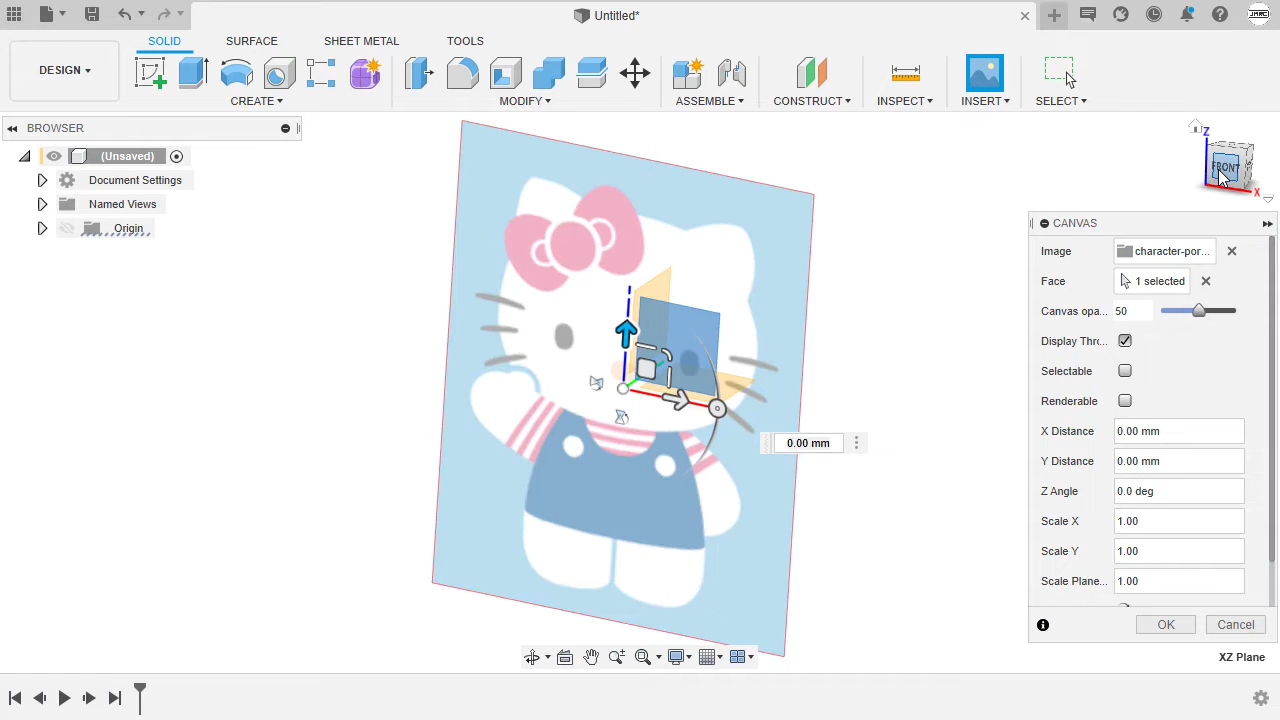 Untitled*
JMRC
DESIGN
SOLID
SURFACE
SHEET METAL
TOOLS
CREATE
MODIFY
ASSEMBLE
CONSTRUCT
INSPECT
INSERT
SELECT
BROWSER
(Unsaved)
Document Settings
Named Views
Origin
Z
FRONT
X
CANVAS
Image
character-por...
Face
1 selected
Canvas opa...
50
Display Thr...
Selectable
Renderable
X Distance
0.00 mm
Y Distance
0.00 mm
Z Angle
0.0 deg
Scale X
1.00
Scale Y
1.00
Scale Plane...
1.00
0.00 mm
OK
Cancel
XZ Plane